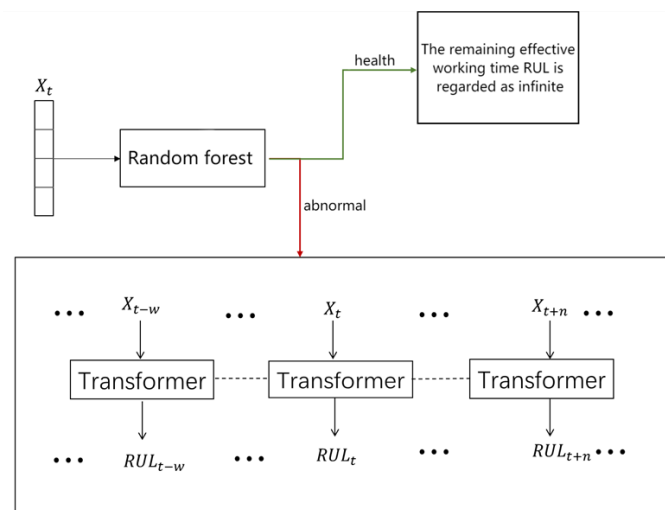 The remaining effective
working time RUL is
regarded as infinite
health
X_t
Random forest
abnormal
... X_{t-w} ... X_t ... X_{t+n} ...
Transformer Transformer Transformer
... RUL_{t-w} ... RUL_t ... RUL_{t+n} ...